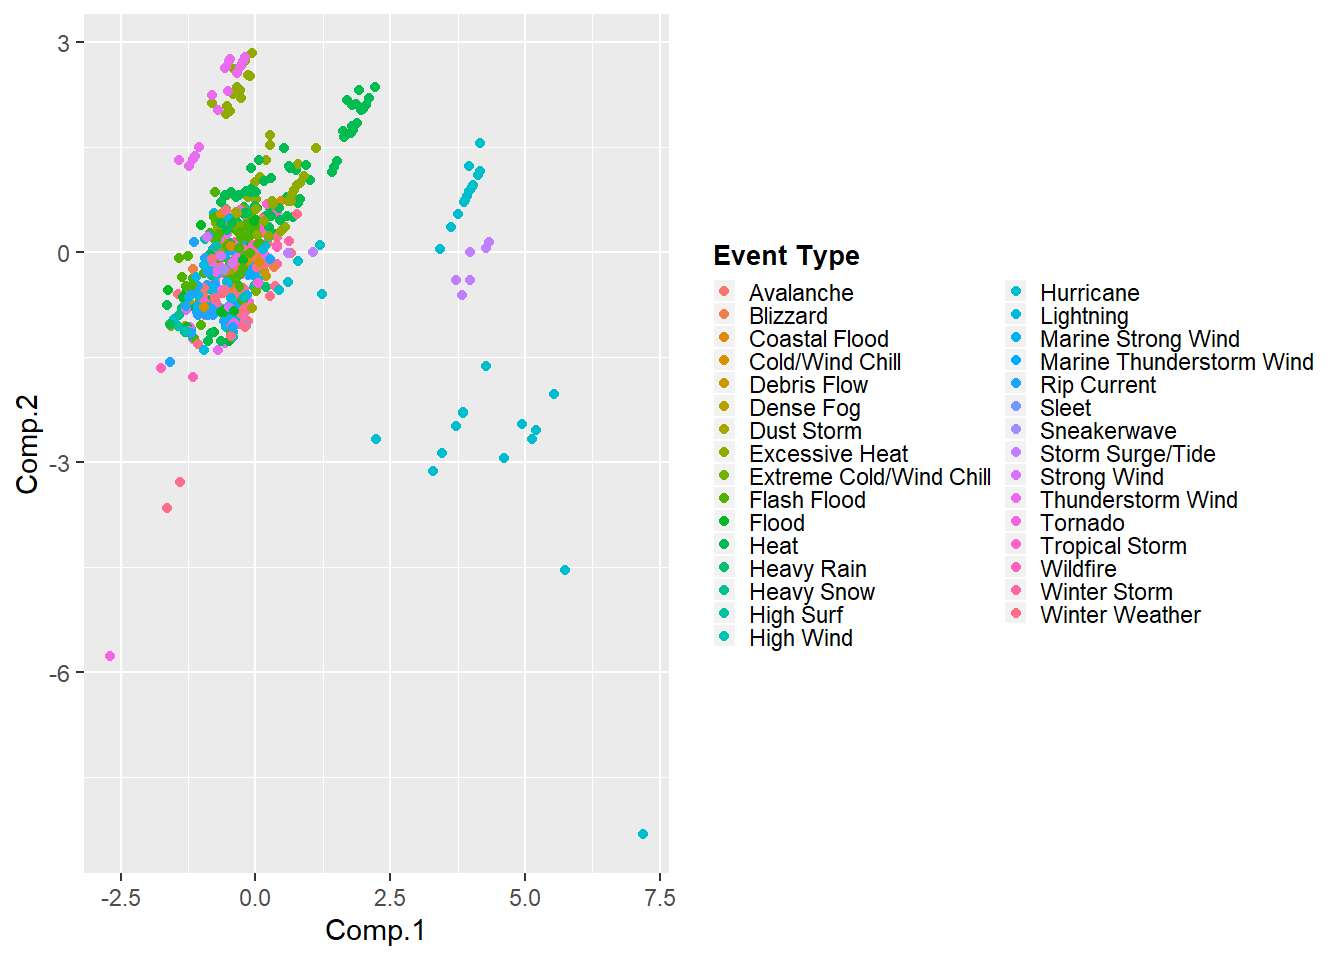 3
0
-3
-6
Comp.2
-2.5
0.0
2.5
5.0
7.5
Comp.1
Event Type
Avalanche
Blizzard
Coastal Flood
Cold/Wind Chill
Debris Flow
Dense Fog
Dust Storm
Excessive Heat
Extreme Cold/Wind Chill
Flash Flood
Flood
Heat
Heavy Rain
Heavy Snow
High Surf
High Wind
Hurricane
Lightning
Marine Strong Wind
Marine Thunderstorm Wind
Rip Current
Sleet
Sneakerwave
Storm Surge/Tide
Strong Wind
Thunderstorm Wind
Tornado
Tropical Storm
Wildfire
Winter Storm
Winter Weather